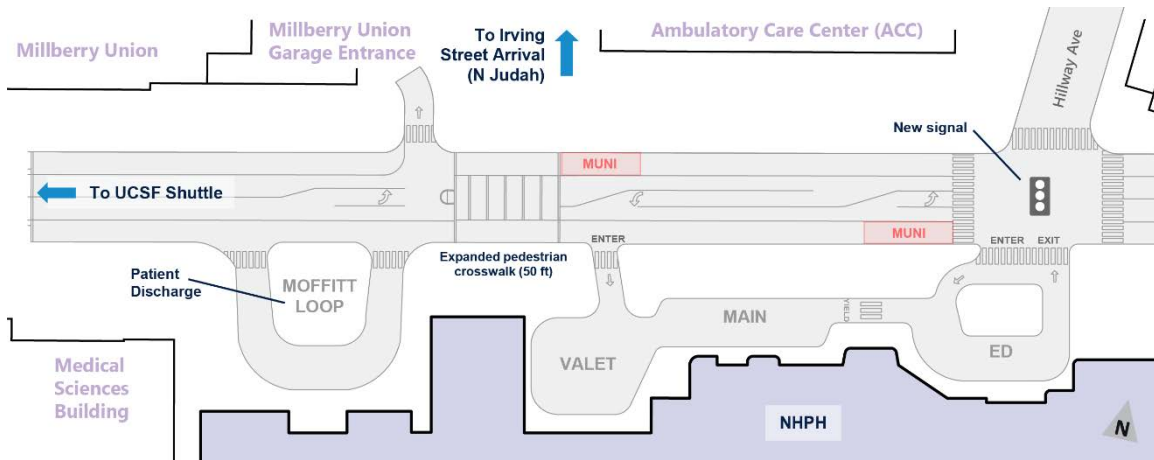 Millberry Union
Millberry Union
Garage Entrance
To Irving
Street Arrival
(N Judah)
Ambulatory Care Center (ACC)
Hillway Ave
New signal
MUNI
To UCSF Shuttle
MUNI
ENTER
ENTER EXIT
Patient
Discharge
MOFFITT
LOOP
Expanded pedestrian
crosswalk (50 ft)
MAIN
YIELD
VALET
ED
Medical
Sciences
Building
NHPH
N